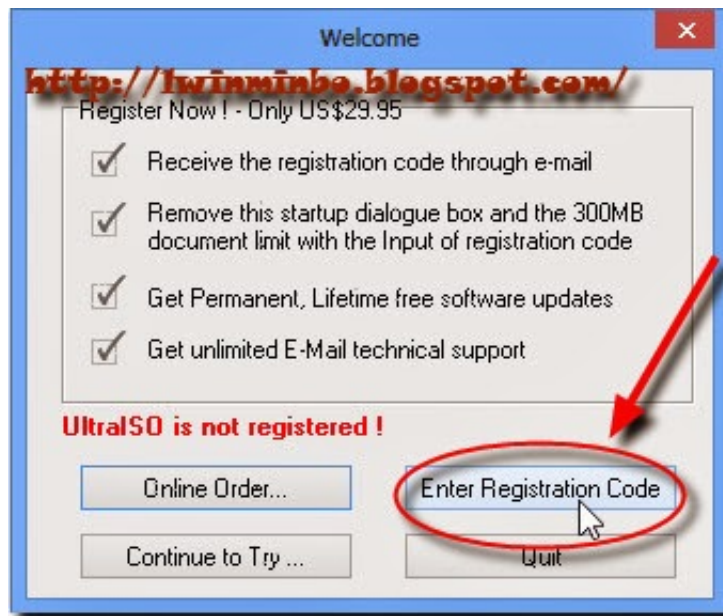 Welcome
http://1winminbo.blogspot.com/
Register Now ! - Only US$29.95
Receive the registration code through e-mail
Remove this startup dialogue box and the 300MB
document limit with the Input of registration code
Get Permanent, Lifetime free software updates
Get unlimited E-Mail technical support
UltraISO is not registered !
Online Order...
Enter Registration Code
Continue to Try ...
Quit